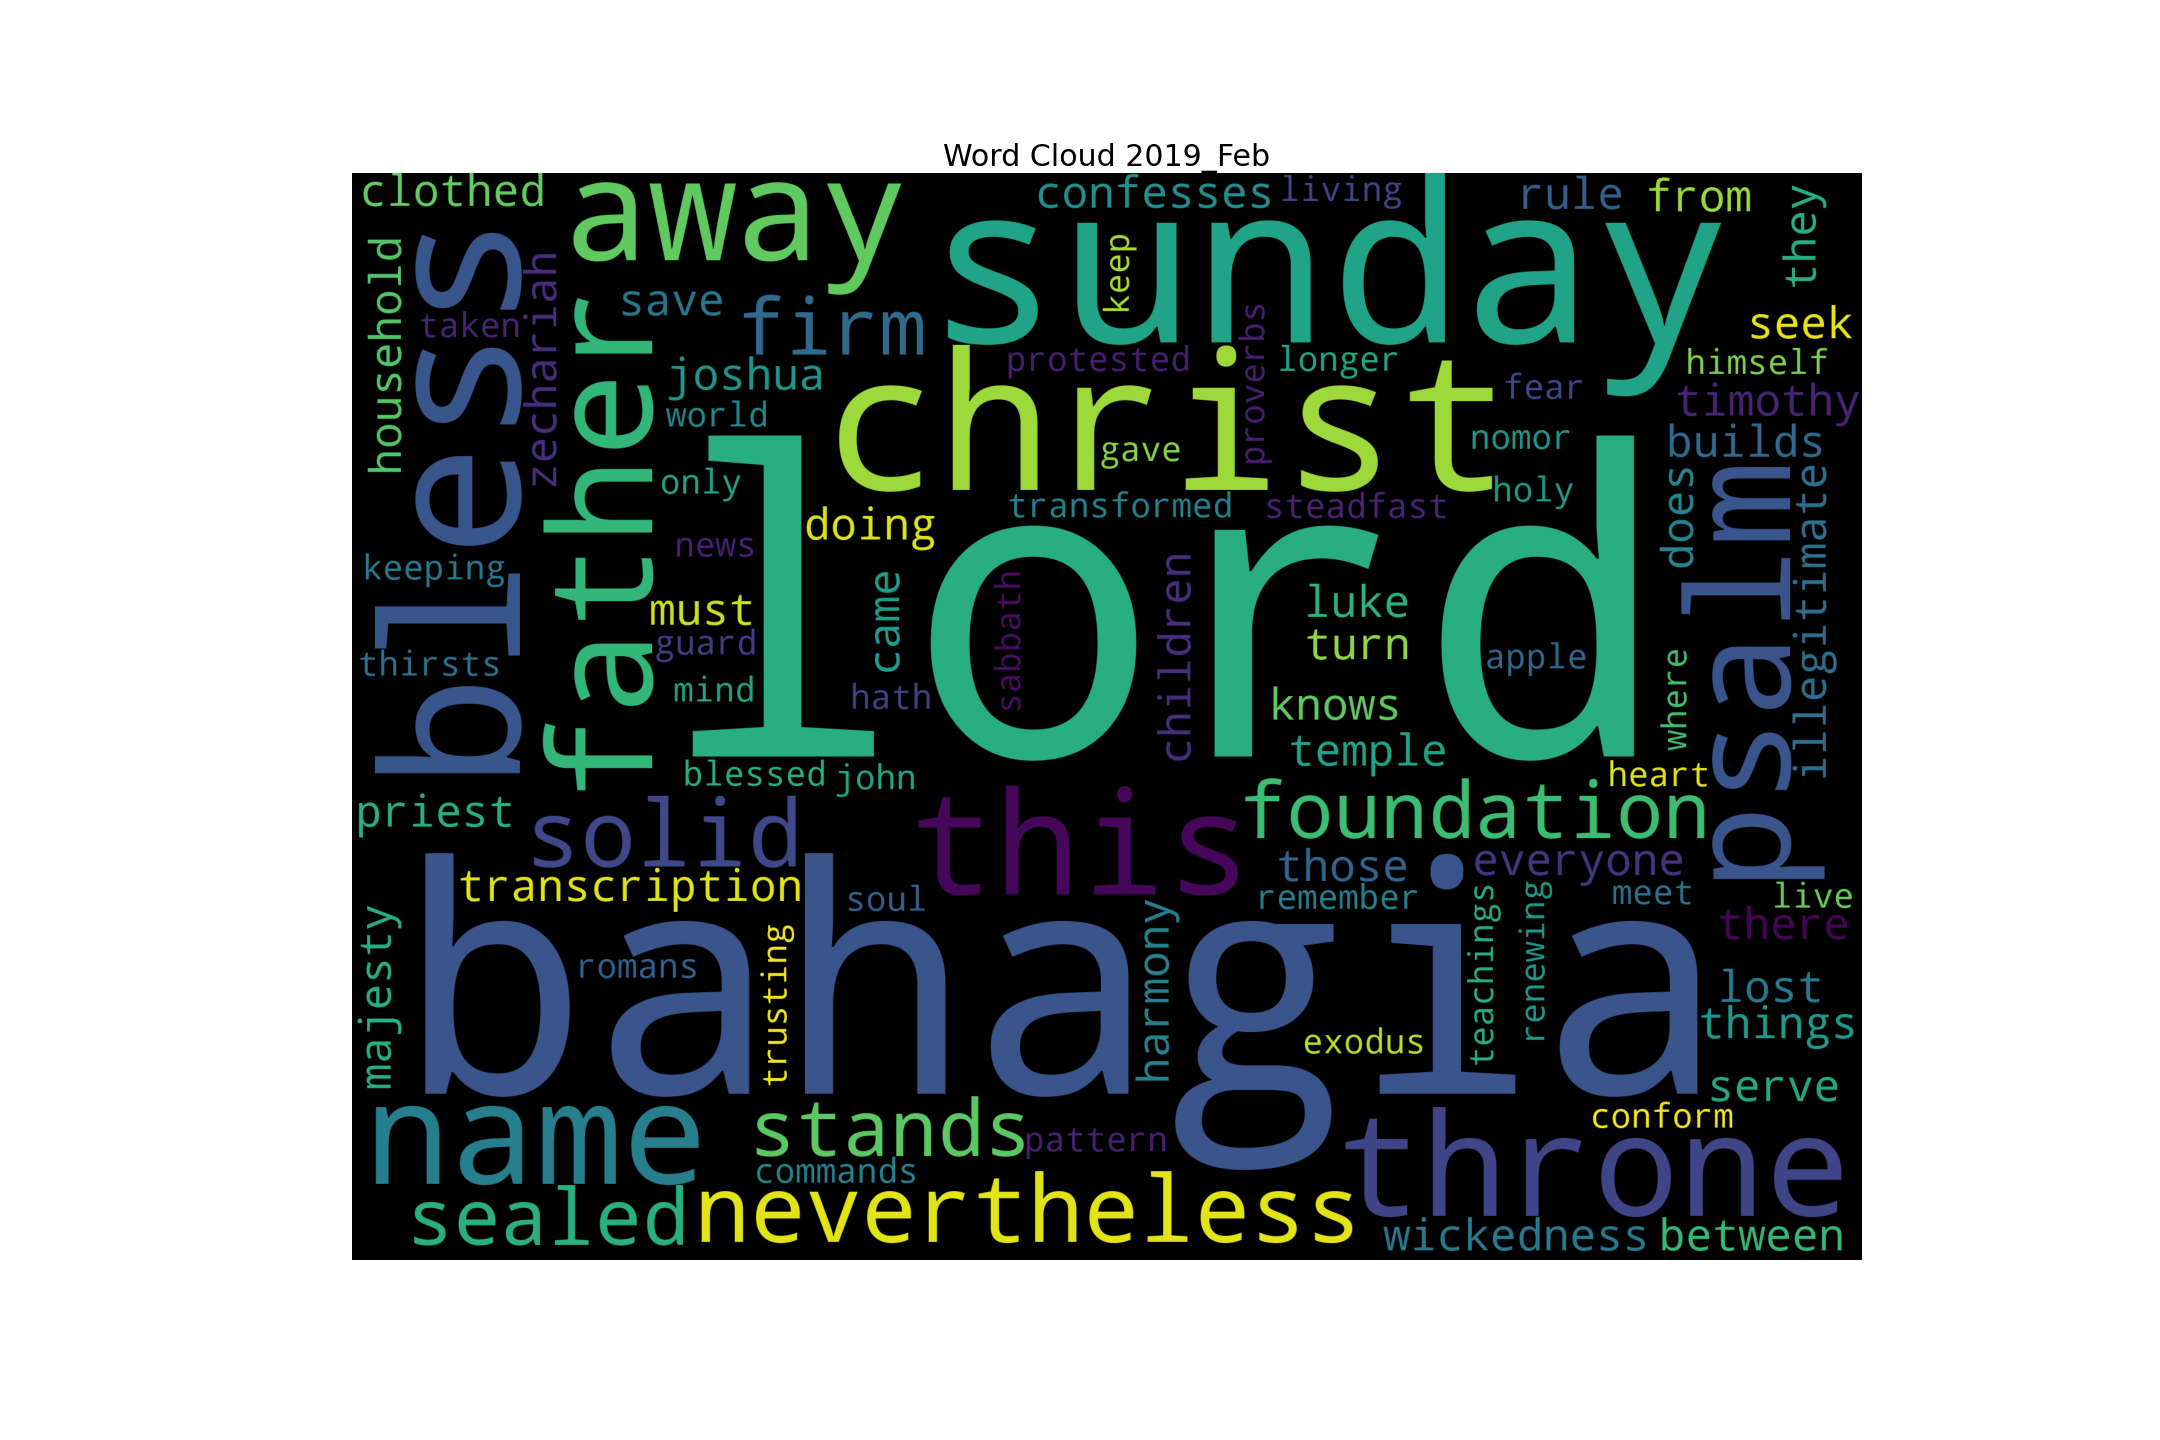 Word Cloud 2019_Feb
clothed
away
confesses
living
rule
from
they
sunday
keep
household
bless
taken
zechariah
father
save
firm
seek
himself
joshua
protested
proverbs
longer
fear
timothy
world
christ
gave
nomor
builds
only
lord
transformed
steadfast
holy
does
psalm
illegitimate
doing
news
keeping
must
came
sabbath
children
luke
thirsts
guard
turn
apple
where
mind
hath
knows
temple
blessed
john
heart
priest
solid
this
foundation
those
everyone
transcription
soul
remember
meet
live
there
majesty
bahagia
romans
trusting
harmony
teachings
renewing
lost
things
exodus
serve
name
stands
pattern
conform
commands
throne
sealed
nevertheless
wickedness
between